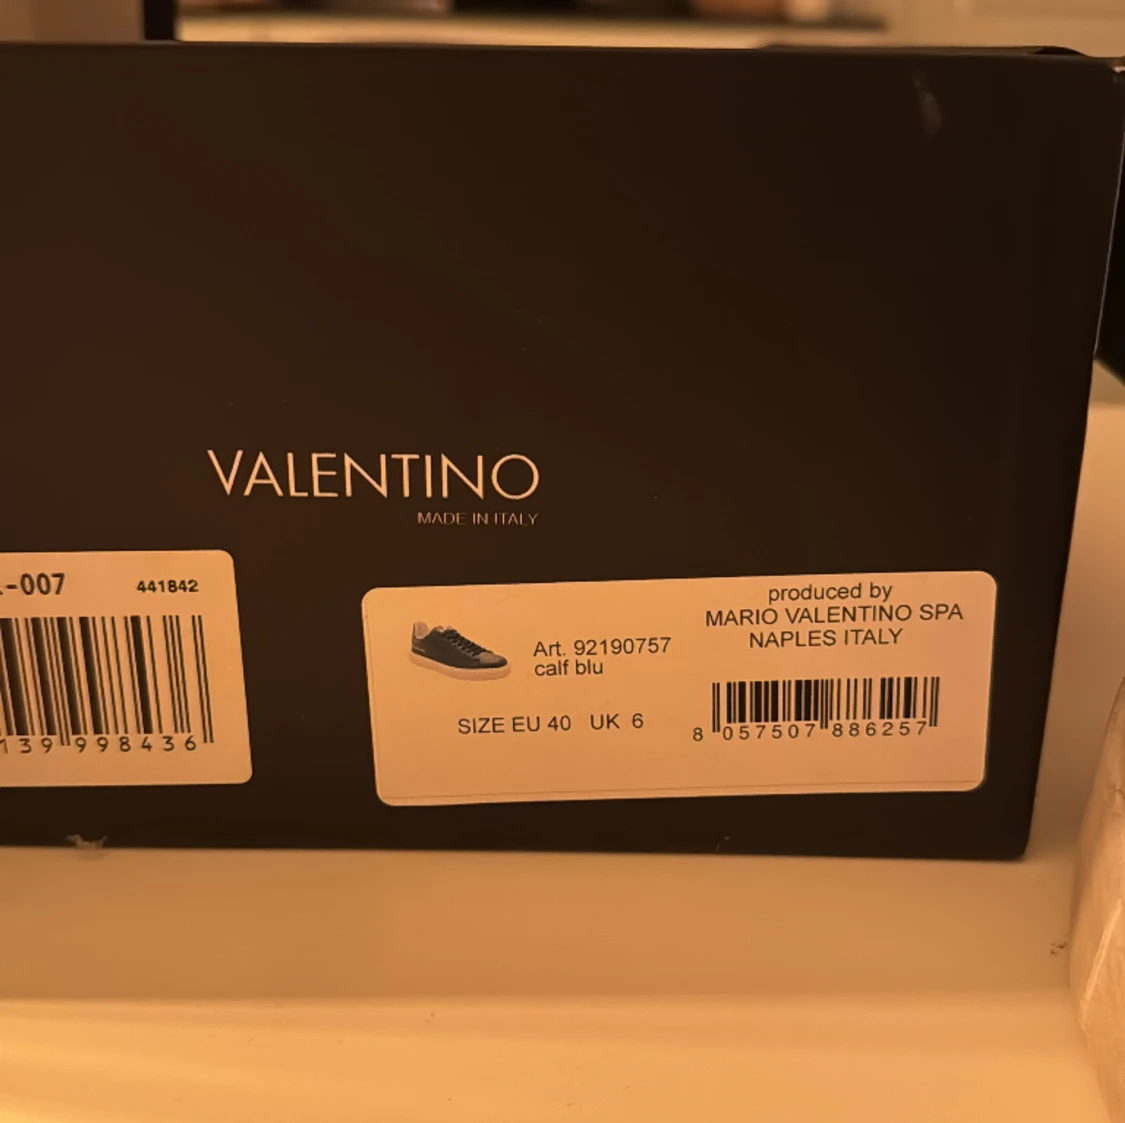 VALENTINO
MADE IN ITALY
-007 441842
139 998436
Art. 92190757
calf blu
SIZE EU 40 UK 6
produced by
MARIO VALENTINO SPA
NAPLES ITALY
8 057507 886257